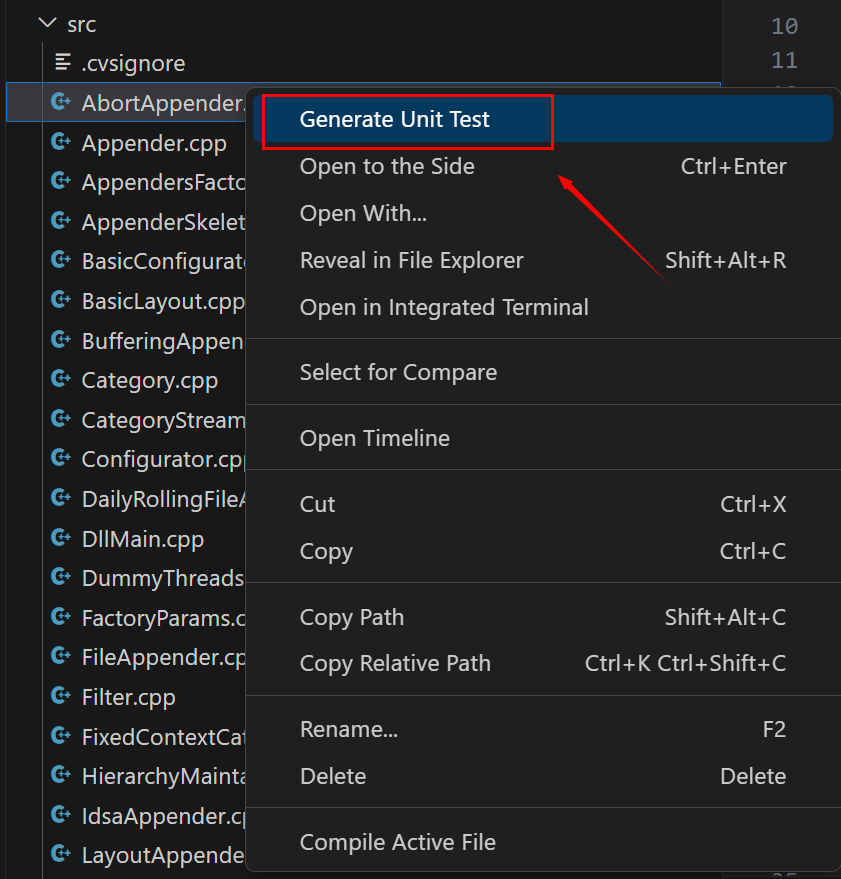 src
10
.cvsignore
11
AbortAppender.
Generate Unit Test
Appender.cpp
Open to the Side Ctrl+Enter
AppendersFacto
Open With...
AppenderSkelet
BasicConfigurat
Reveal in File Explorer Shift+Alt+R
BasicLayout.cpp
Open in Integrated Terminal
BufferingAppen
Category.cpp
Select for Compare
CategoryStream
Open Timeline
Configurator.cpp
DailyRollingFileA
Cut Ctrl+X
DllMain.cpp
Copy Ctrl+C
DummyThreads
FactoryParams.c
Copy Path Shift+Alt+C
FileAppender.cp
Copy Relative Path Ctrl+K Ctrl+Shift+C
Filter.cpp
FixedContextCat
Rename... F2
HierarchyMainta
Delete Delete
IdsaAppender.cp
LayoutAppende
Compile Active File